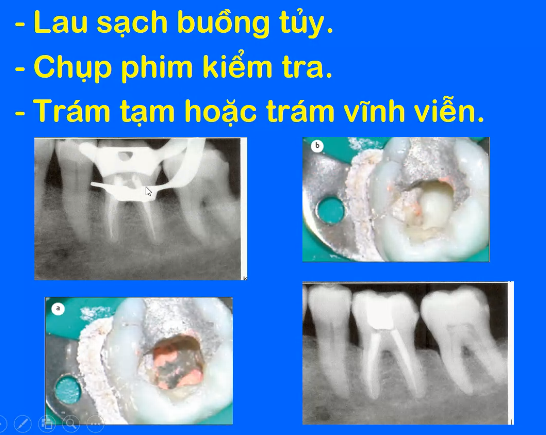 - Lau sạch buồng tủy.
- Chụp phim kiểm tra.
- Trám tạm hoặc trám vĩnh viễn.
b
a